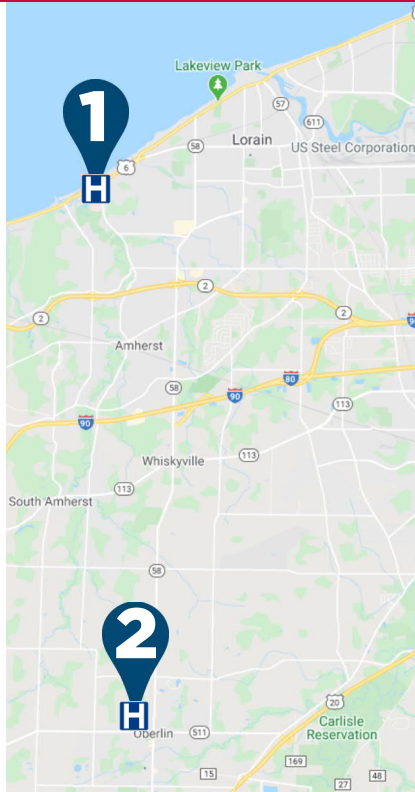 Lakeview Park
57
1
611
Lorain
58
US Steel Corporation
6
H
2
2
2
Amherst
80
58
90
90
113
113
Whiskyville
113
South Amherst
58
2
20
H
Oberlin
511
Carlisle
Reservation
169
15
48
27